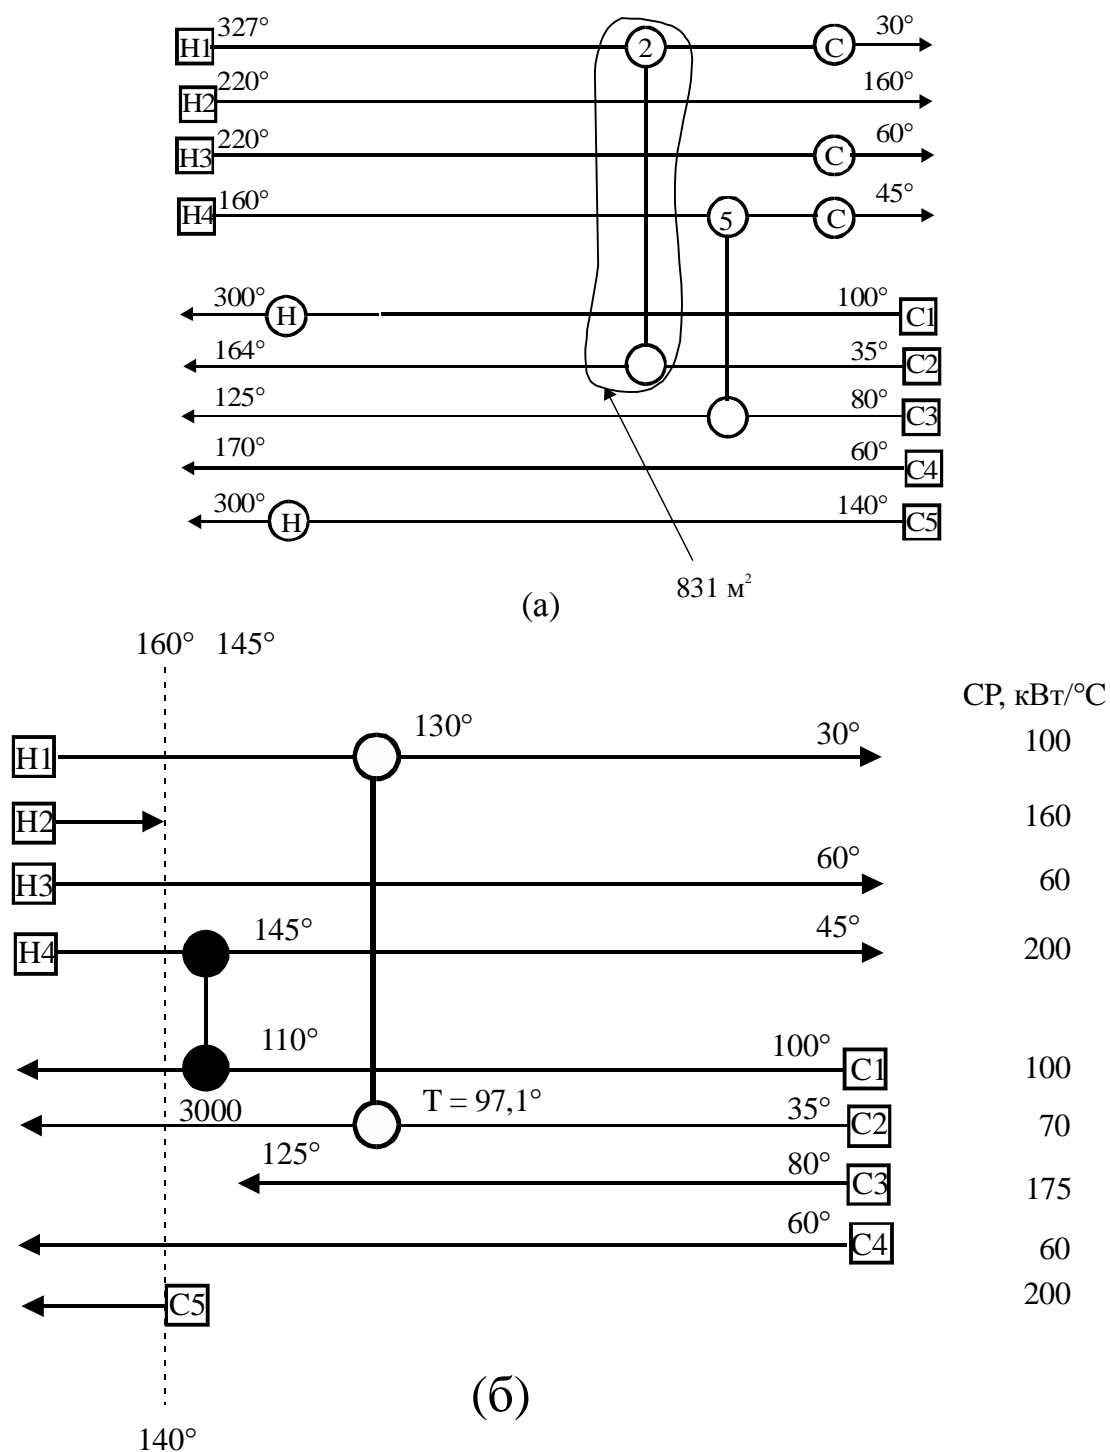 327° 30°
H1 2 C
220° 160°
H2
220° 60°
H3 C
160° 45°
H4 5 C
300° 100°
H C1
164° 35°
C2
125° 80°
C3
170° 60°
C4
300° 140°
H C5
831 м²
(а)
160° 145°
CP, кВт/°C
130° 30° 100
H1
H2 160
60°
H3 60
145° 45° 200
H4
110° 100° 100
C1
3000 T = 97,1° 35° 70
C2
125° 80°
C3 175
60°
C4 60
C5 200
(б)
140°